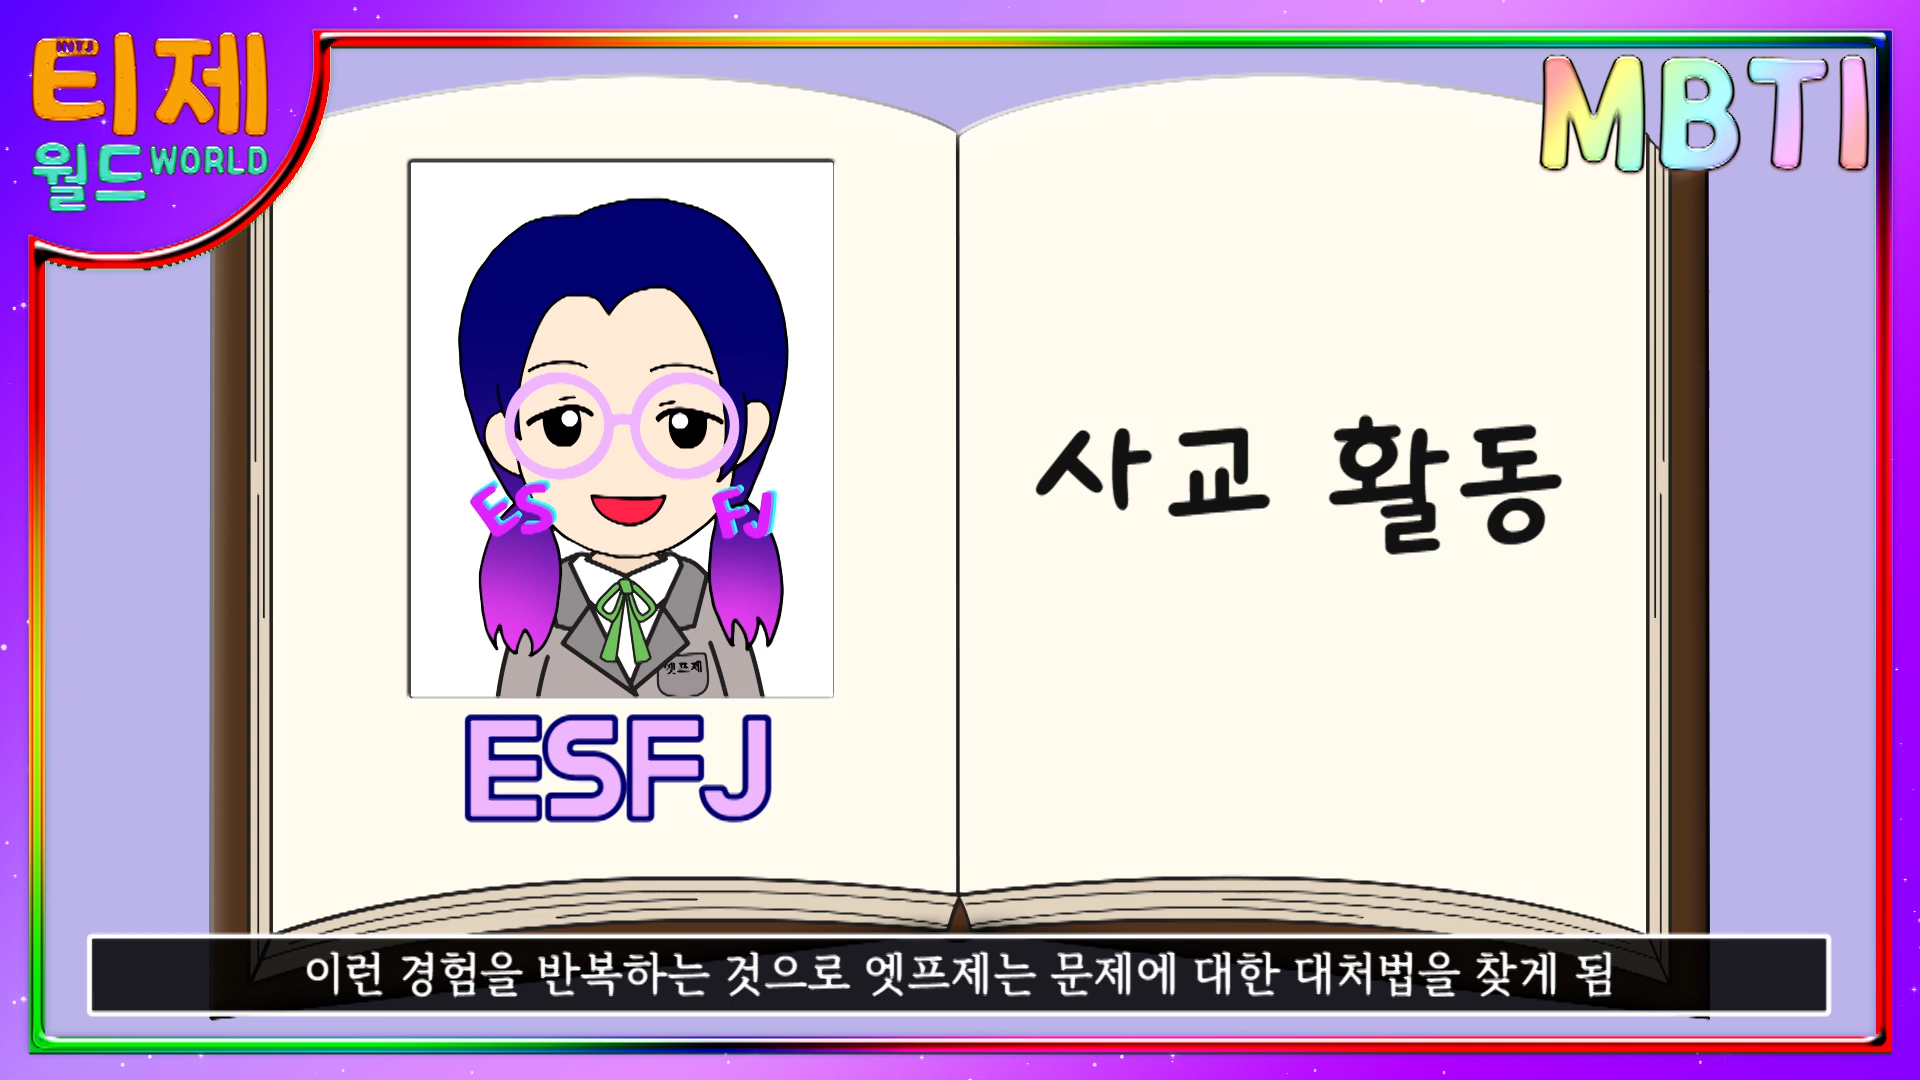 INTJ
티제
월드 WORLD
MBTI
ES FJ
엣프제
ESFJ
사교 활동
이런 경험을 반복하는 것으로 엣프제는 문제에 대한 대처법을 찾게 됨